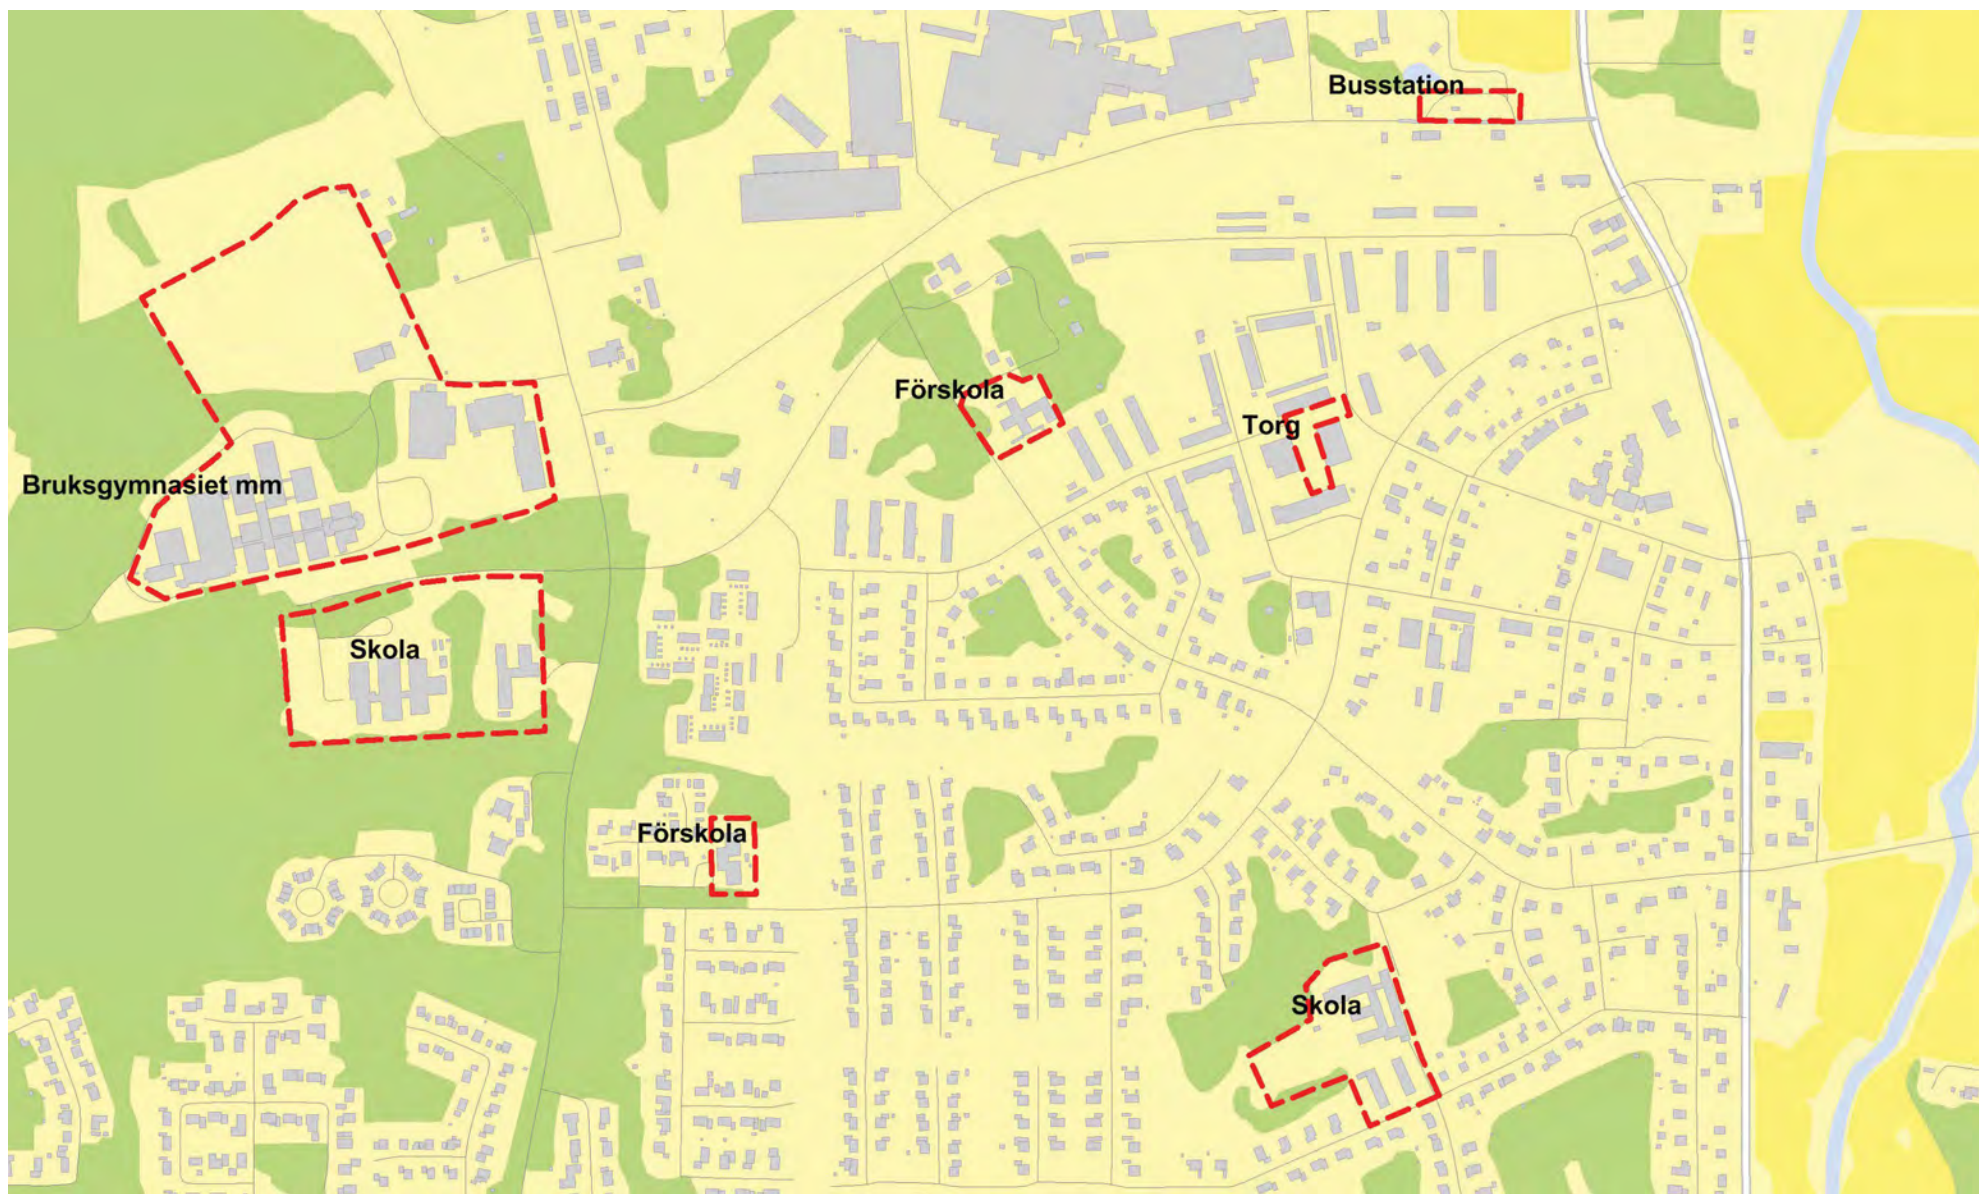 Busstation
Förskola
Torg
Bruksgymnasiet mm
Skola
Förskola
Skola